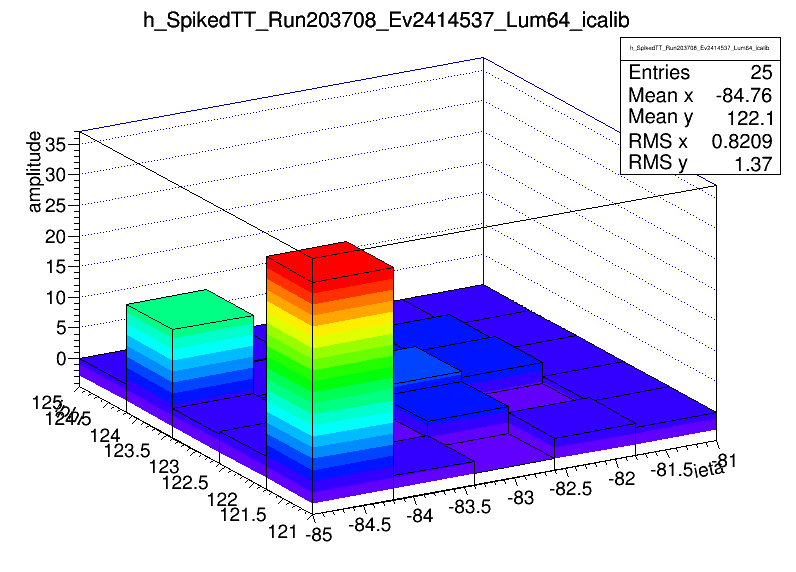 h_SpikedTT_Run203708_Ev2414537_Lum64_icalib
h_SpikedTT_Run203708_Ev2414537_Lum64_icalib
Entries 25
Mean x -84.76
Mean y 122.1
RMS x 0.8209
RMS y 1.37
amplitude
35
30
25
20
15
10
5
0
125
124.5
124
123.5
123
122.5
122
121.5
121
-85
-84.5
-84
-83.5
-83
-82.5
-82
-81.5
-81
ieta